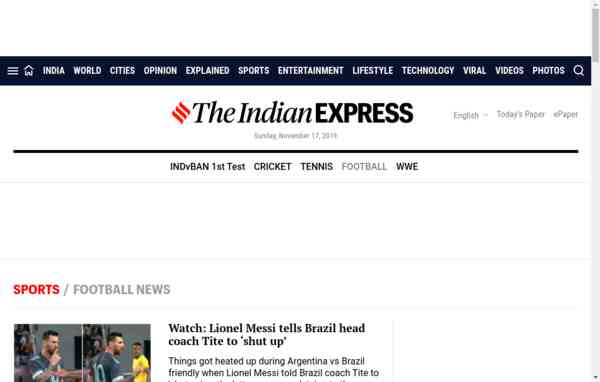 INDIA WORLD CITIES OPINION EXPLAINED SPORTS ENTERTAINMENT LIFESTYLE TECHNOLOGY VIRAL VIDEOS PHOTOS
The Indian EXPRESS
English Today's Paper ePaper
Sunday, November 17, 2019
INDvBAN 1st Test CRICKET TENNIS FOOTBALL WWE
SPORTS / FOOTBALL NEWS
Watch: Lionel Messi tells Brazil head
coach Tite to ‘shut up’
Things got heated up during Argentina vs Brazil
friendly when Lionel Messi told Brazil coach Tite to